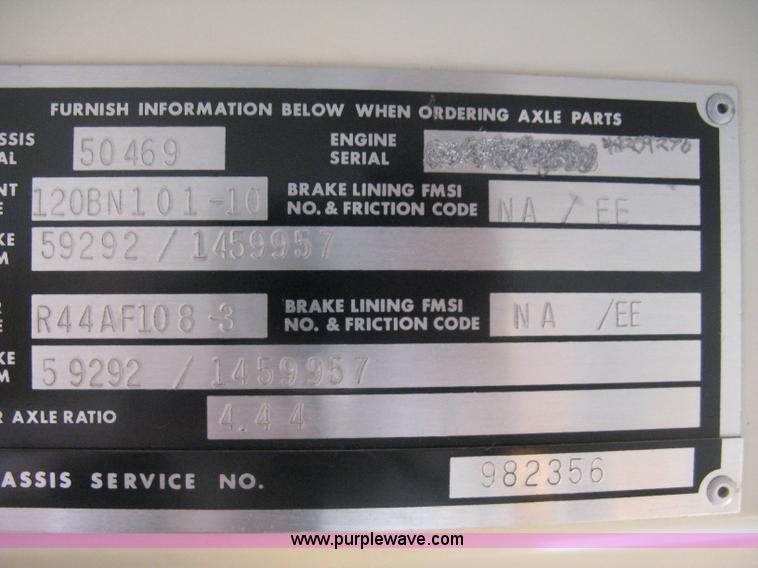 FURNISH INFORMATION BELOW WHEN ORDERING AXLE PARTS
SSIS 50469 ENGINE
AL SERIAL
NT 120BN101-10 BRAKE LINING FMSI NA / EE
E NO. & FRICTION CODE
KE 59292 / 1459957
M
R R44AF108-3 BRAKE LINING FMSI NA /EE
E NO. & FRICTION CODE
KE 59292 / 1459957
M
R AXLE RATIO 4.44
ASSIS SERVICE NO. 982356
www.purplewave.com